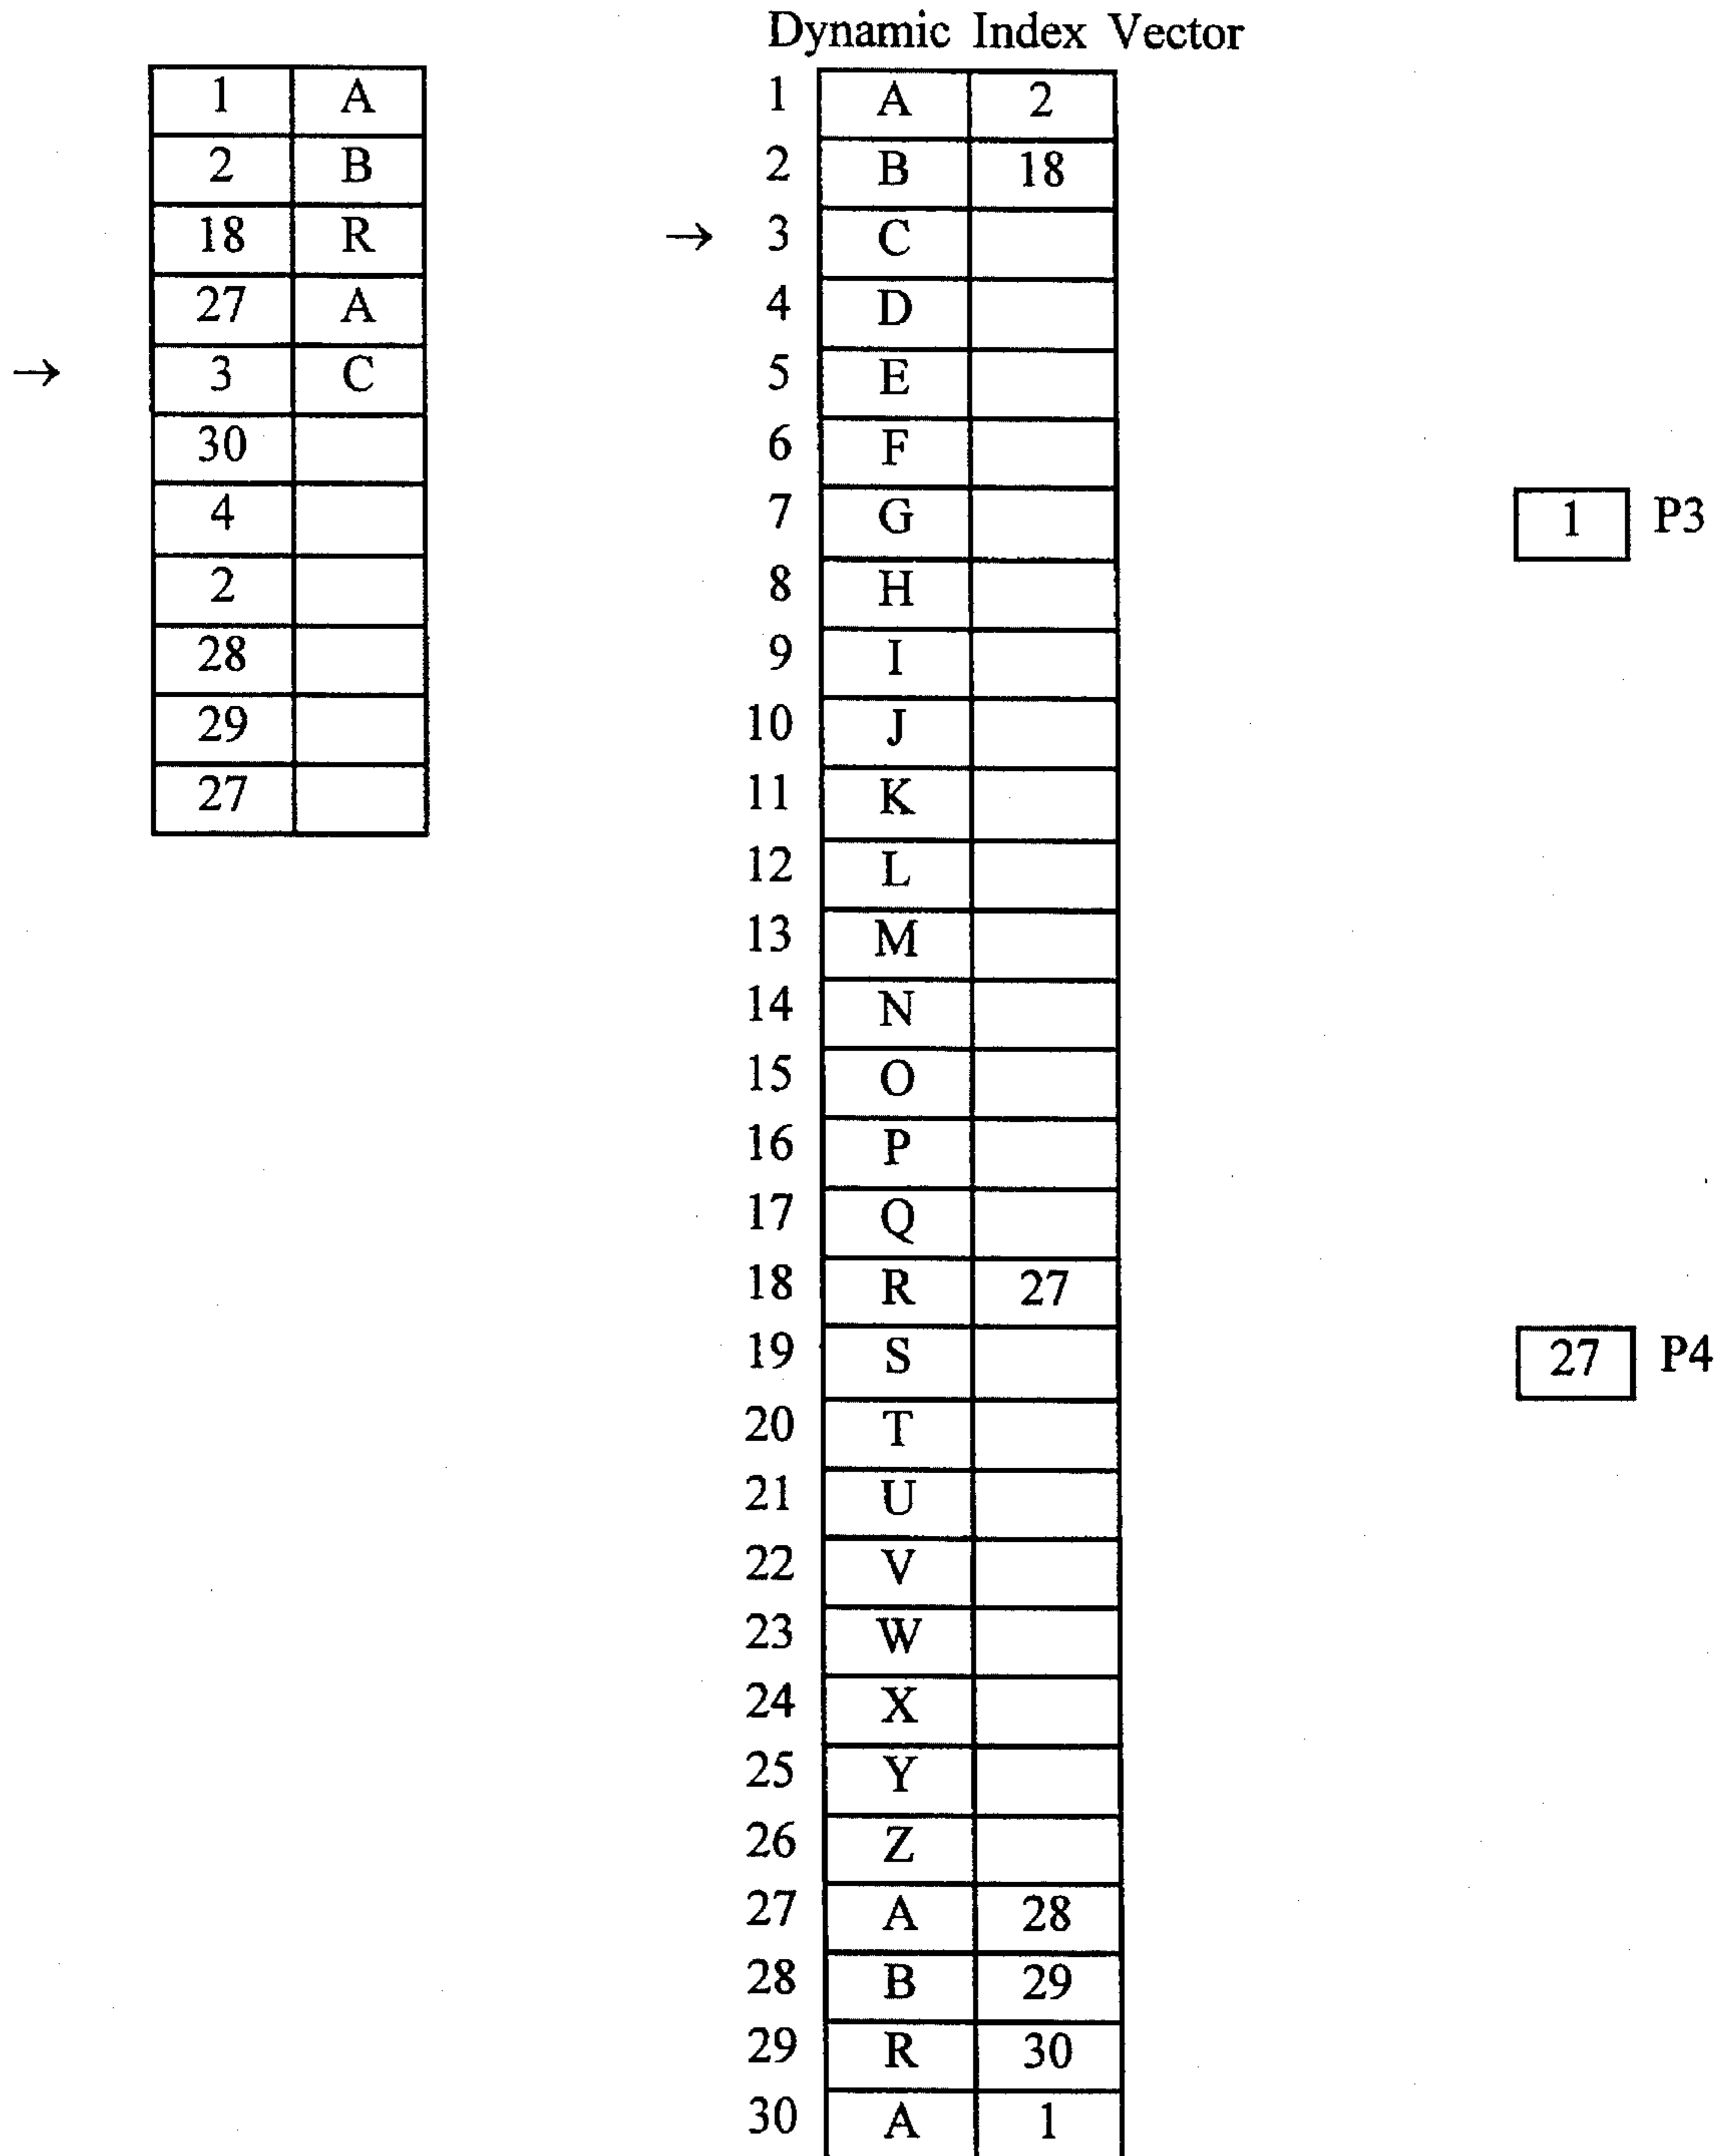 Dynamic Index Vector
1 A
2 B
18 R
27 A
→ 3 C
30
4
2
28
29
27
1 A 2
2 B 18
→ 3 C
4 D
5 E
6 F
7 G
8 H
9 I
10 J
11 K
12 L
13 M
14 N
15 O
16 P
17 Q
18 R 27
19 S
20 T
21 U
22 V
23 W
24 X
25 Y
26 Z
27 A 28
28 B 29
29 R 30
30 A 1
1 P3
27 P4